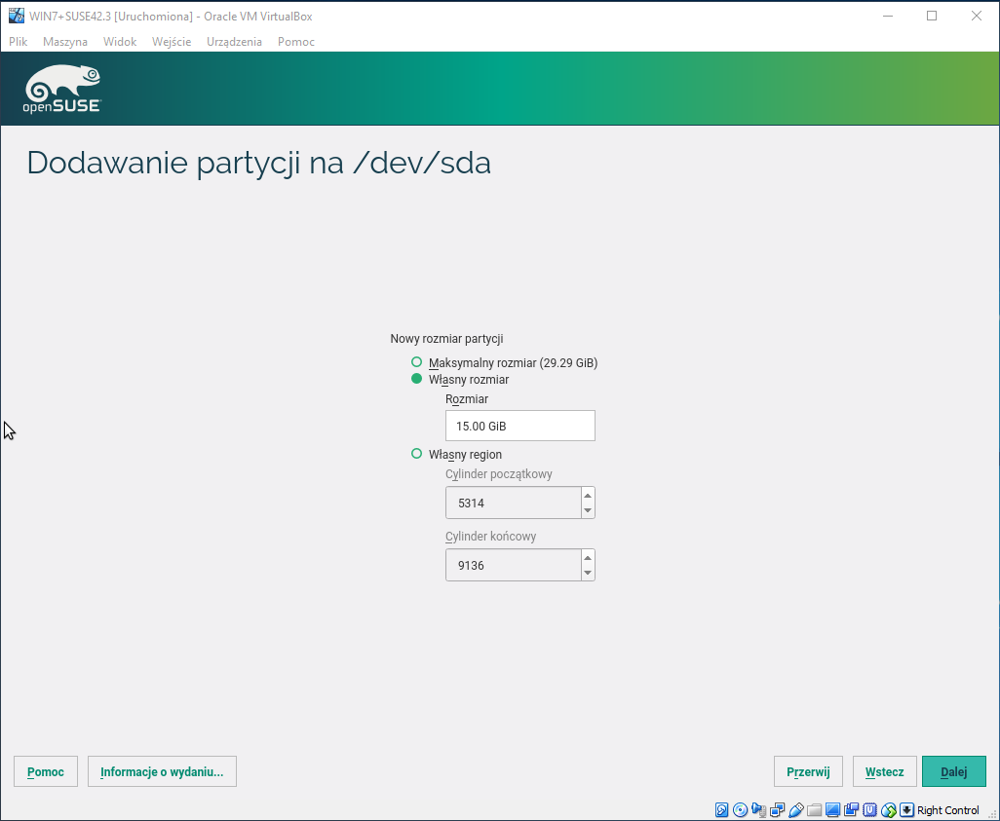 WIN7+SUSE42.3 [Uruchomiona] - Oracle VM VirtualBox
Plik Maszyna Widok Wejście Urządzenia Pomoc
openSUSE
Dodawanie partycji na /dev/sda
Nowy rozmiar partycji
Maksymalny rozmiar (29.29 GiB)
Własny rozmiar
Rozmiar
15.00 GiB
Własny region
Cylinder początkowy
5314
Cylinder końcowy
9136
Pomoc Informacje o wydaniu... Przerwij Wstecz Dalej
Right Control